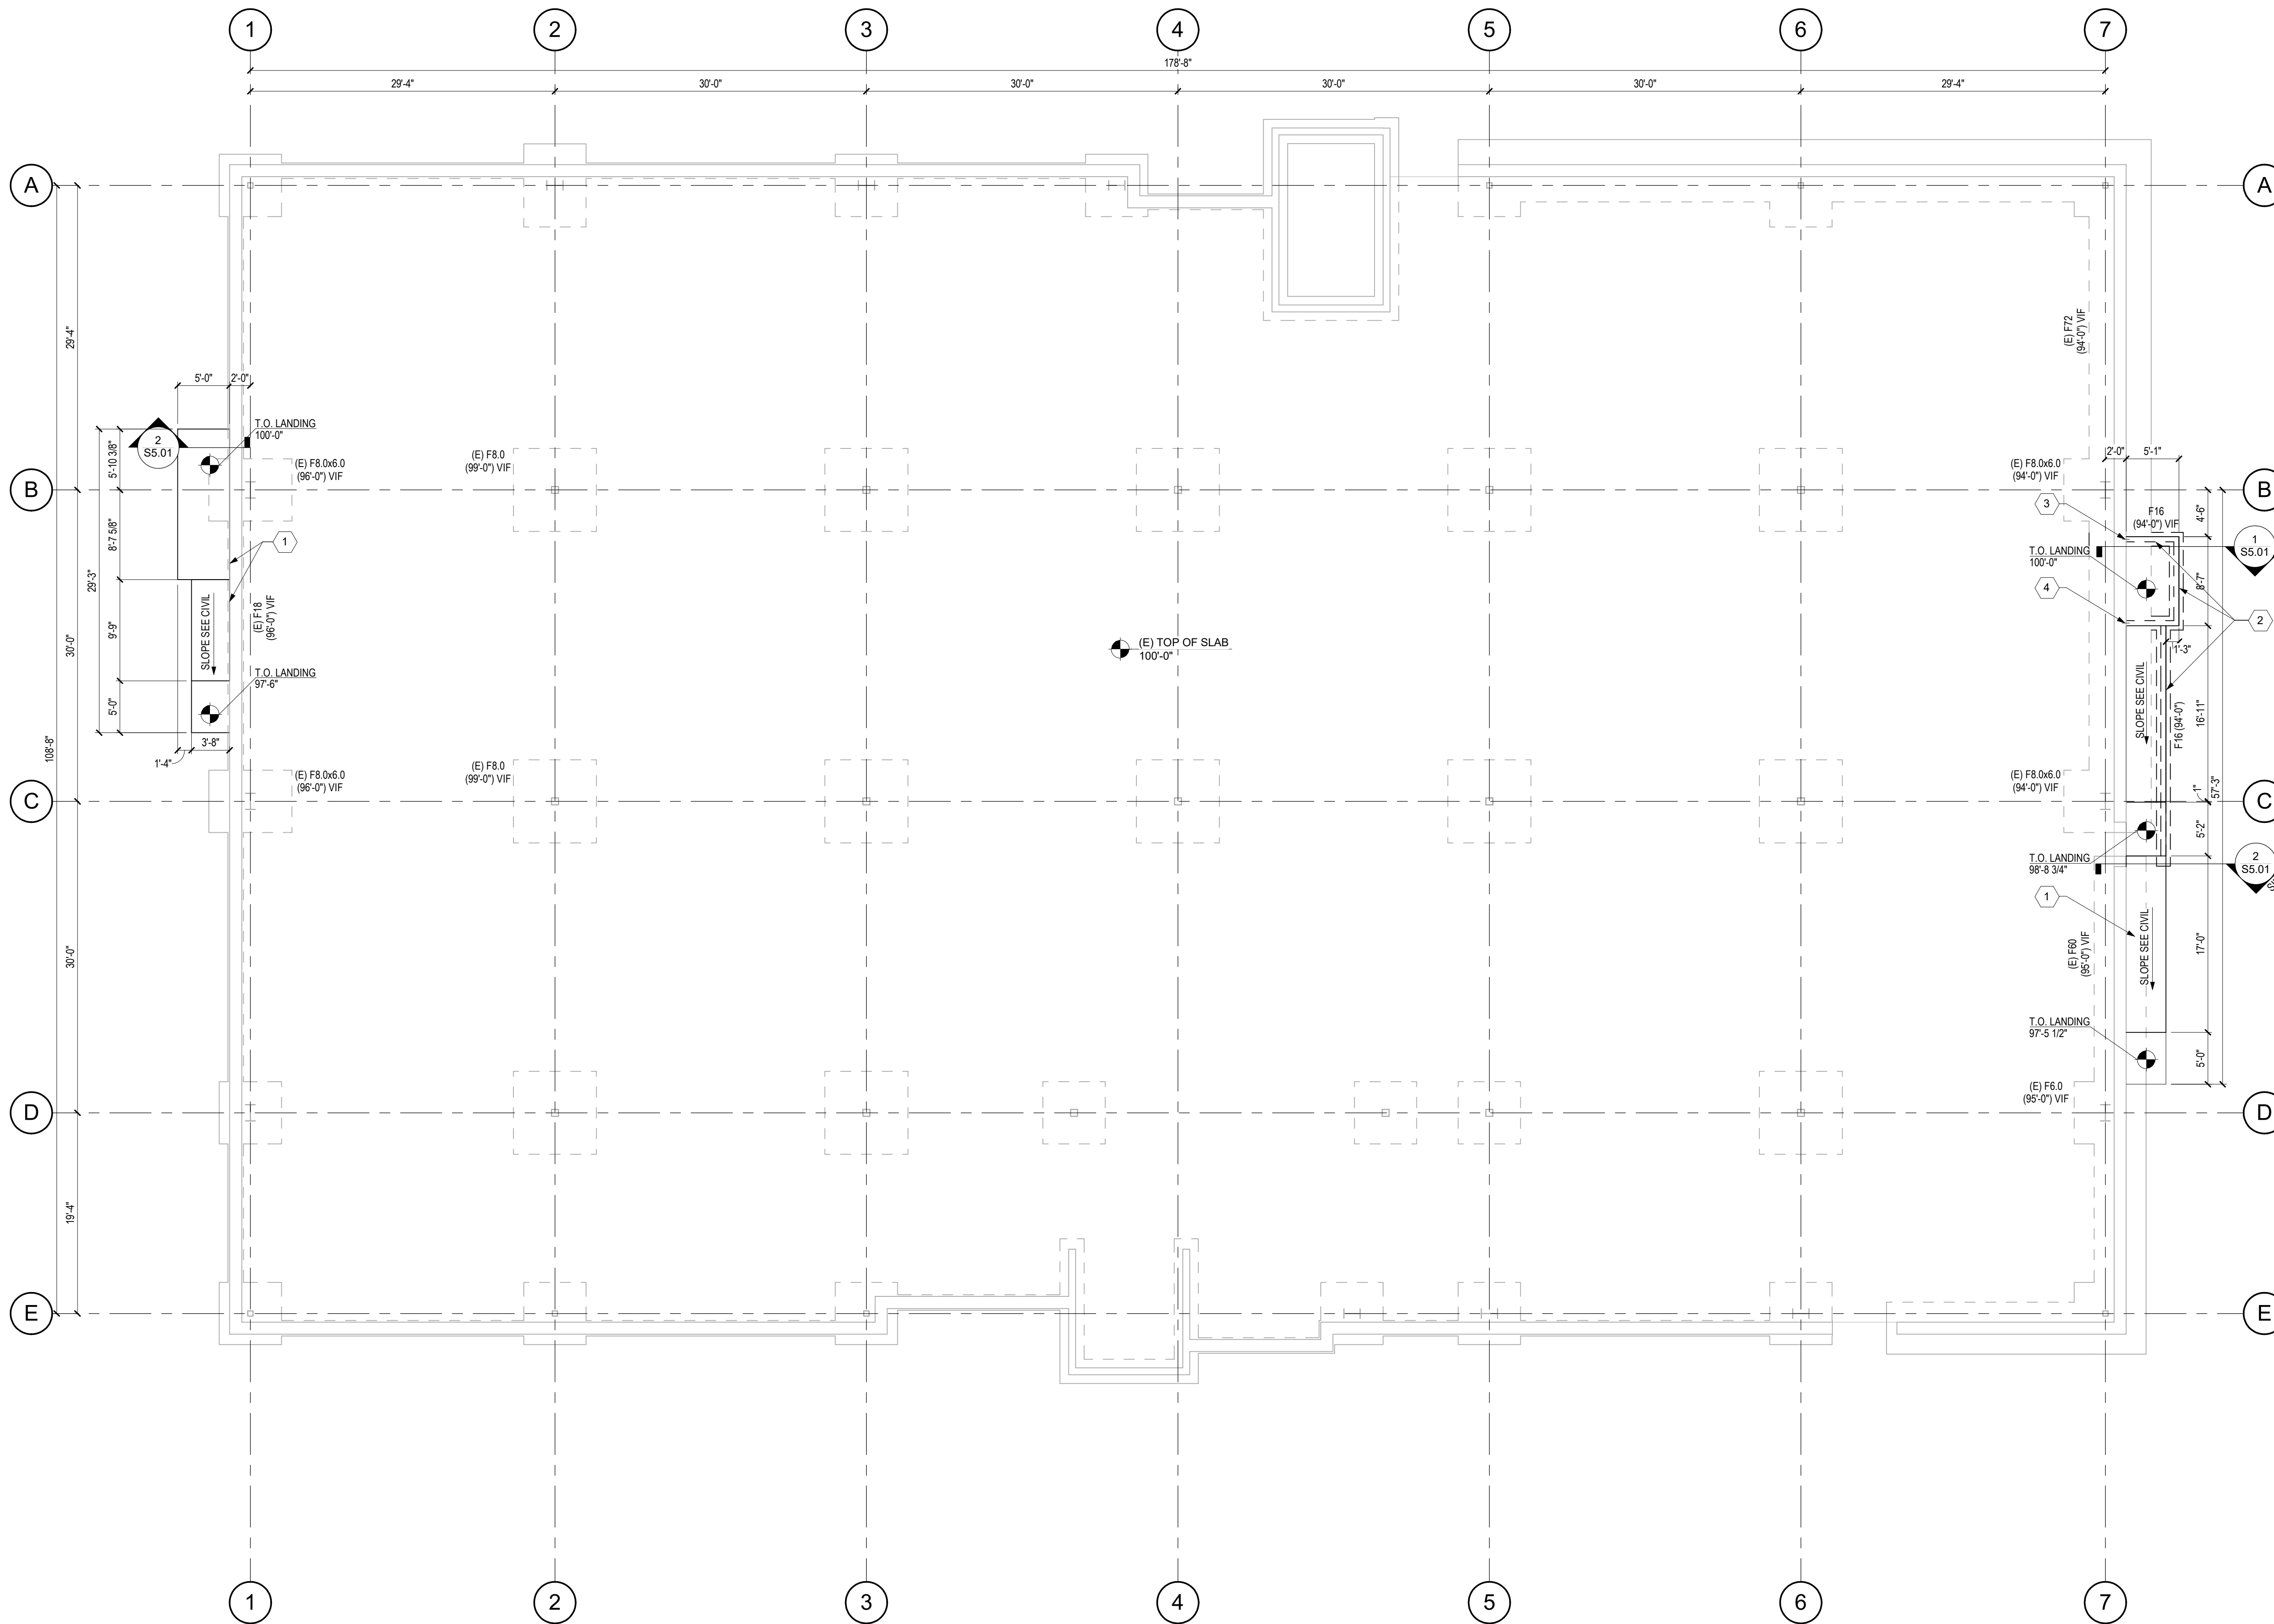 1
2
3
4
5
6
7
178'-8"
29'-4"
30'-0"
30'-0"
30'-0"
30'-0"
29'-4"
A
A
29'-4"
(E) F72
(94'-0") VIF
5'-0"
2'-0"
T.O. LANDING
100'-0"
2
S5.01
5'-10 3/8"
(E) F8.0x6.0
(96'-0") VIF
(E) F8.0
(99'-0") VIF
(E) F8.0x6.0
(94'-0") VIF
2'-0"
5'-1"
B
B
3
F16
(94'-0") VIF
4'-6"
1
S5.01
8'-7 5/8"
1
T.O. LANDING
100'-0"
4
8'-7"
2
29'-3"
SLOPE SEE CIVIL
(E) F18
(96'-0") VIF
9'-9"
30'-0"
(E) TOP OF SLAB
100'-0"
1'-3"
T.O. LANDING
97'-6"
5'-0"
SLOPE SEE CIVIL
F16 (94'-0")
16'-11"
108'-8"
3'-8"
1'-4"
(E) F8.0x6.0
(96'-0") VIF
(E) F8.0
(99'-0") VIF
(E) F8.0x6.0
(94'-0") VIF
1"
57'-3"
C
C
5'-2"
T.O. LANDING
98'-8 3/4"
2
S5.01
1
30'-0"
(E) F60
(95'-0") VIF
SLOPE SEE CIVIL
17'-0"
T.O. LANDING
97'-5 1/2"
5'-0"
(E) F6.0
(95'-0") VIF
D
D
19'-4"
E
E
1
2
3
4
5
6
7